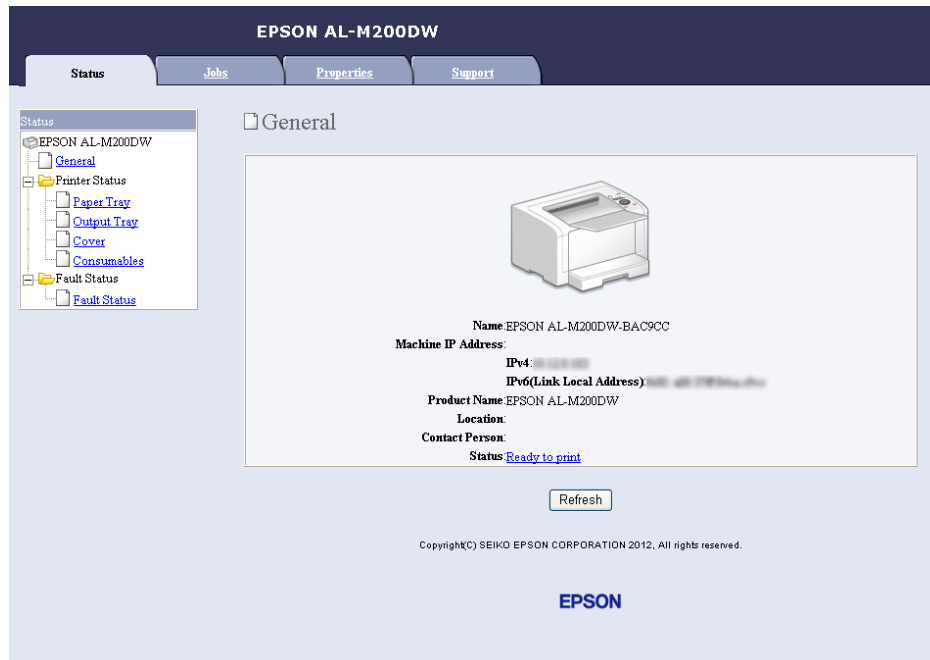 EPSON AL-M200DW
Status Jobs Properties Support
Status
EPSON AL-M200DW
General
Printer Status
Paper Tray
Output Tray
Cover
Consumables
Fault Status
Fault Status
General
Name:EPSON AL-M200DW-BAC9CC
Machine IP Address:
IPv4:
IPv6(Link Local Address):
Product Name:EPSON AL-M200DW
Location:
Contact Person:
Status:Ready to print
Refresh
Copyright(C) SEIKO EPSON CORPORATION 2012, All rights reserved.
EPSON